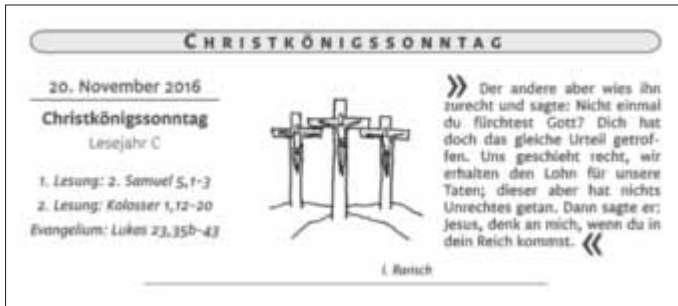 CHRISTKÖNIGSSONNTAG
20. November 2016
Christkönigssonntag
Lesejahr C
1. Lesung: 2. Samuel 5,1-3
2. Lesung: Kolosser 1,12-20
Evangelium: Lukas 23,35b-43
» Der andere aber wies ihn
zurecht und sagte: Nicht einmal
du fürchtest Gott? Dich hat
doch das gleiche Urteil getrof-
fen. Uns geschieht recht, wir
erhalten den Lohn für unsere
Taten; dieser aber hat nichts
Unrechtes getan. Dann sagte er:
Jesus, denk an mich, wenn du in
dein Reich kommst. «
I. Rarisch